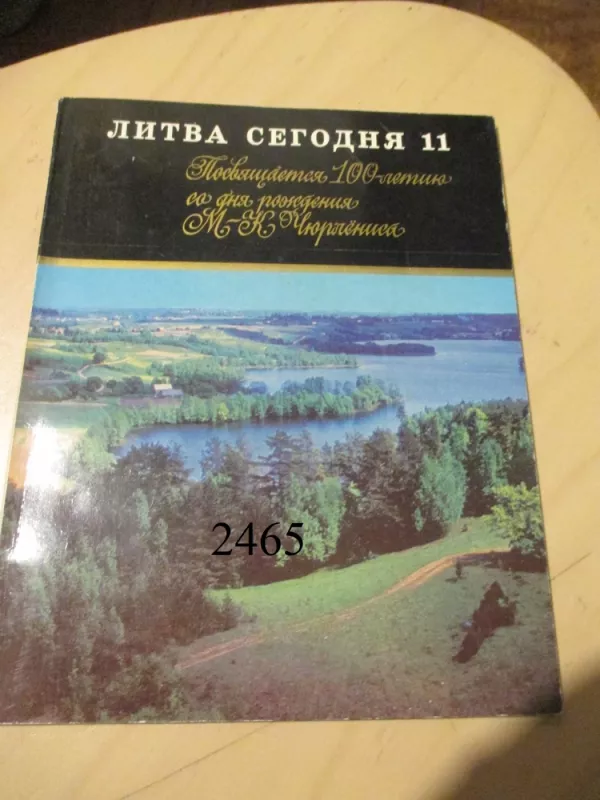 ЛИТВА СЕГОДНЯ 11
Посвящается 100-летию
со дня рождения
М-К Чюрлёниса
2465